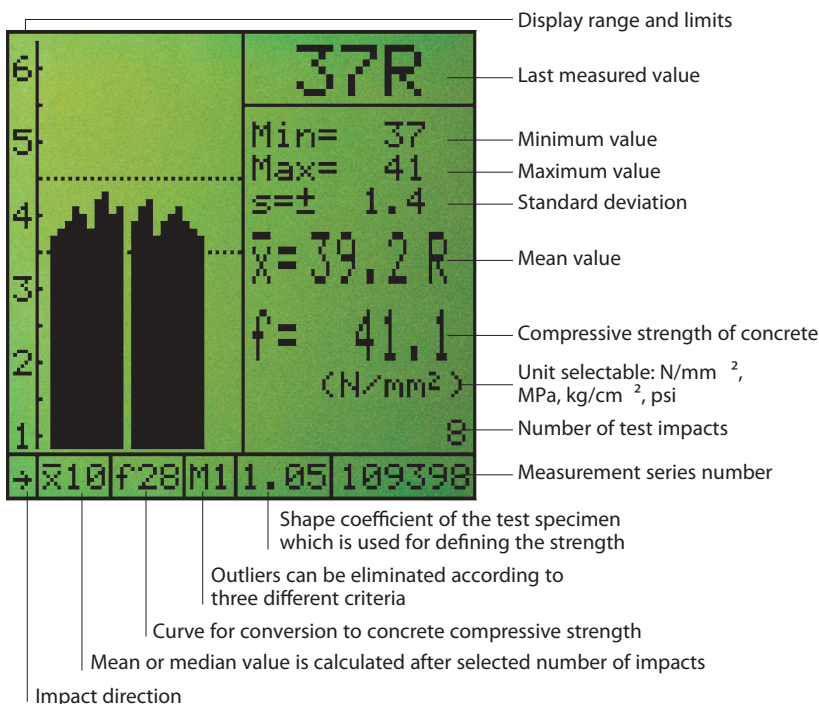 Display range and limits
37R
Last measured value
6
5
4
3
2
1
Min= 37
Minimum value
Max= 41
Maximum value
s=± 1.4
Standard deviation
x̄=39.2 R
Mean value
f= 41.1
Compressive strength of concrete
(N/mm²)
Unit selectable: N/mm ²,
MPa, kg/cm ², psi
8
Number of test impacts
→ x̄10 f28 M1 1.05 109398
Measurement series number
Shape coefficient of the test specimen
which is used for defining the strength
Outliers can be eliminated according to
three different criteria
Curve for conversion to concrete compressive strength
Mean or median value is calculated after selected number of impacts
Impact direction